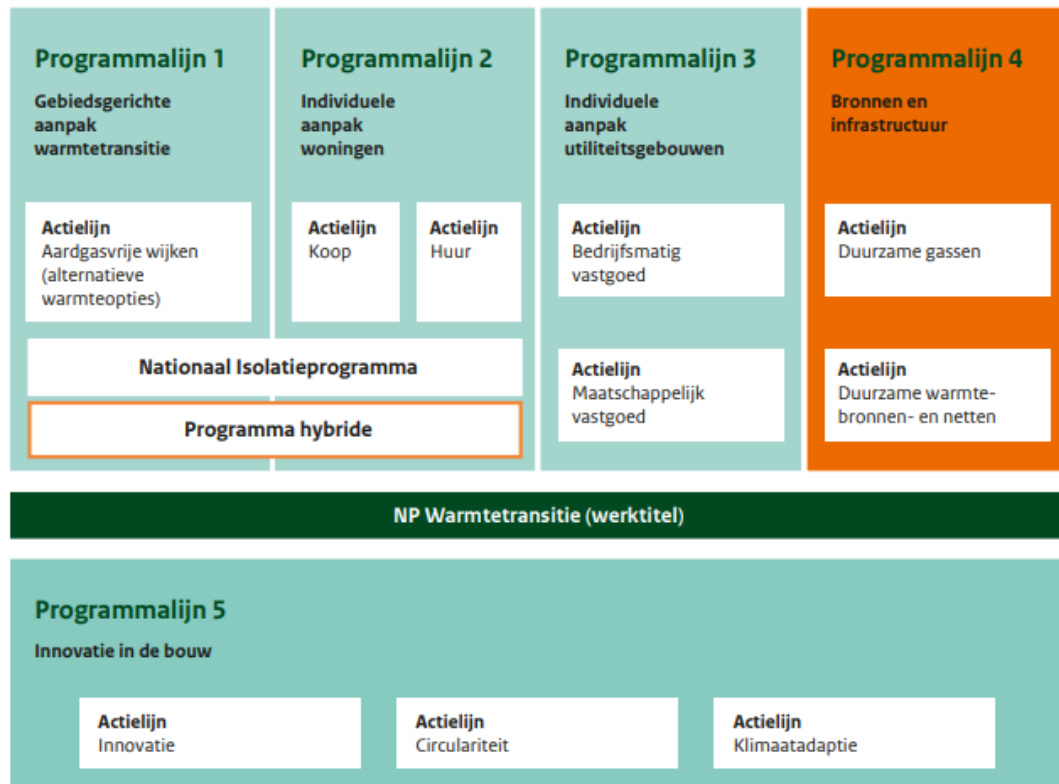 Programmalijn 1
Gebiedsgerichte
aanpak
warmtetransitie
Actielijn
Aardgasvrije wijken
(alternatieve
warmteopties)
Programmalijn 2
Individuele
aanpak
woningen
Actielijn
Koop
Actielijn
Huur
Nationaal Isolatieprogramma
Programma hybride
Programmalijn 3
Individuele
aanpak
utiliteitsgebouwen
Actielijn
Bedrijfsmatig
vastgoed
Actielijn
Maatschappelijk
vastgoed
Programmalijn 4
Bronnen en
infrastructuur
Actielijn
Duurzame gassen
Actielijn
Duurzame warmte-
bronnen- en netten
NP Warmtetransitie (werktitel)
Programmalijn 5
Innovatie in de bouw
Actielijn
Innovatie
Actielijn
Circulariteit
Actielijn
Klimaatadaptie